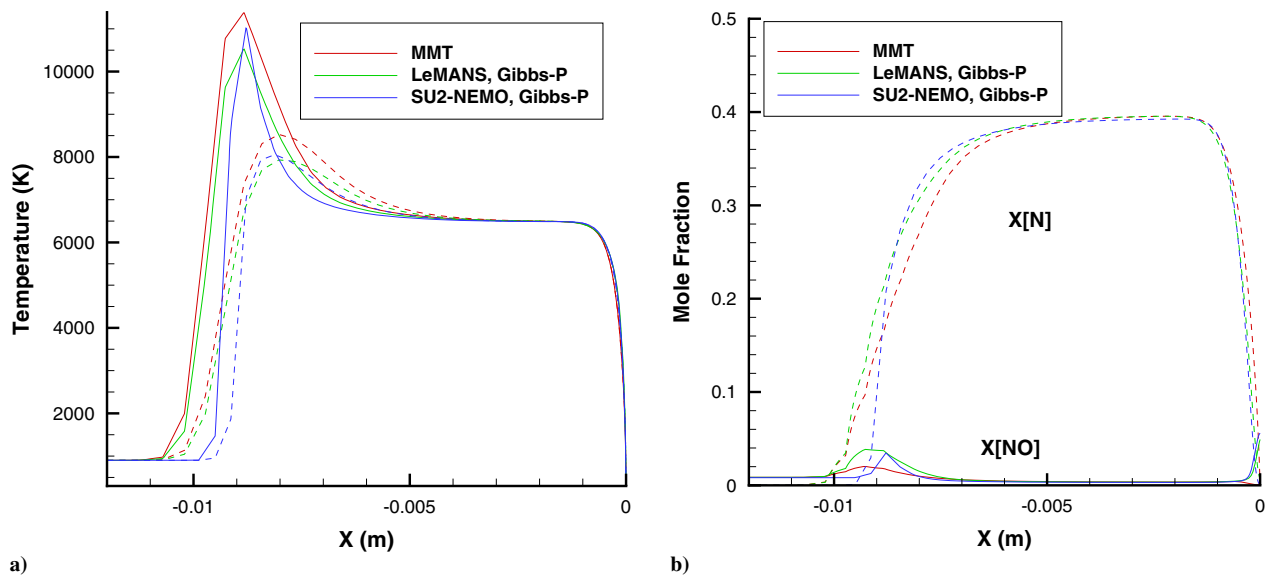 Temperature (K)
10000
8000
6000
4000
2000
-0.01
-0.005
0
X (m)
MMT
LeMANS, Gibbs-P
SU2-NEMO, Gibbs-P
a)
Mole Fraction
0.5
0.4
0.3
0.2
0.1
0
-0.01
-0.005
0
X (m)
MMT
LeMANS, Gibbs-P
SU2-NEMO, Gibbs-P
X[N]
X[NO]
b)